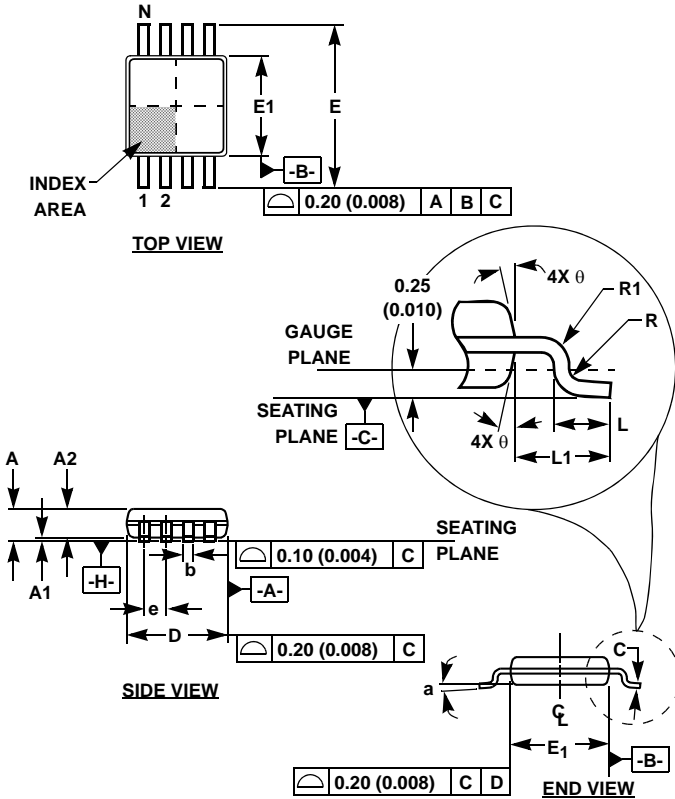 N
E1
E
-B-
INDEX
AREA
1 2
0.20 (0.008) A B C
TOP VIEW
0.25
(0.010)
4X θ
R1
R
GAUGE
PLANE
SEATING
PLANE
-C-
4X θ
L
L1
A A2
SEATING
PLANE
A1
-H-
b
0.10 (0.004) C
-A-
e
D
0.20 (0.008) C
SIDE VIEW
C
a
CL
E1
-B-
0.20 (0.008) C D
END VIEW